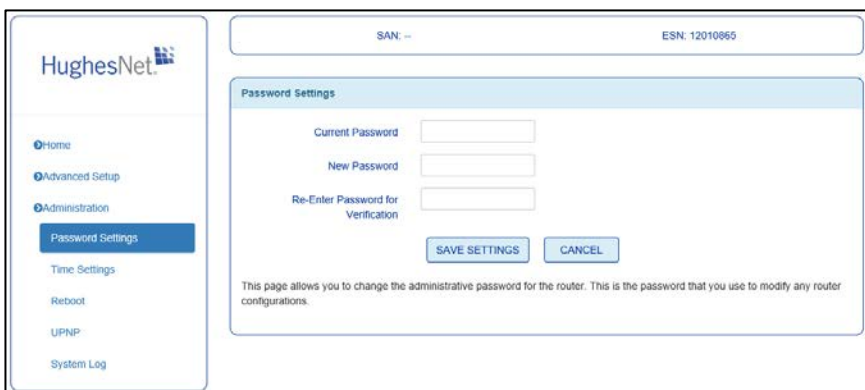 HughesNet.
Home
Advanced Setup
Administration
Password Settings
Time Settings
Reboot
UPNP
System Log
SAN: --
ESN: 12010865
Password Settings
Current Password
New Password
Re-Enter Password for
Verification
SAVE SETTINGS
CANCEL
This page allows you to change the administrative password for the router. This is the password that you use to modify any router
configurations.